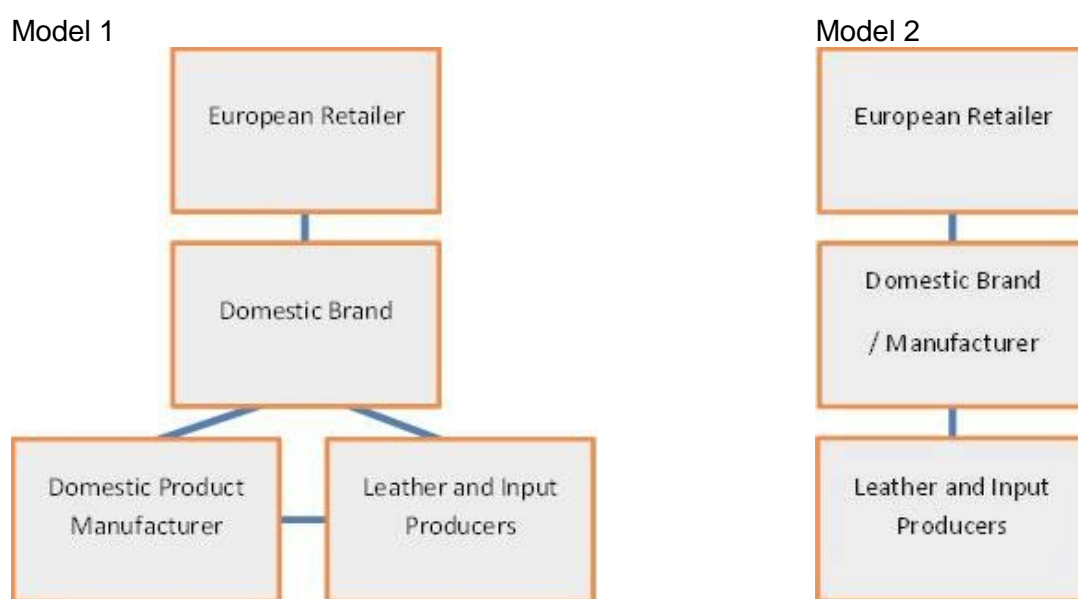 Model 1
European Retailer
Domestic Brand
Domestic Product
Manufacturer
Leather and Input
Producers
Model 2
European Retailer
Domestic Brand
/ Manufacturer
Leather and Input
Producers